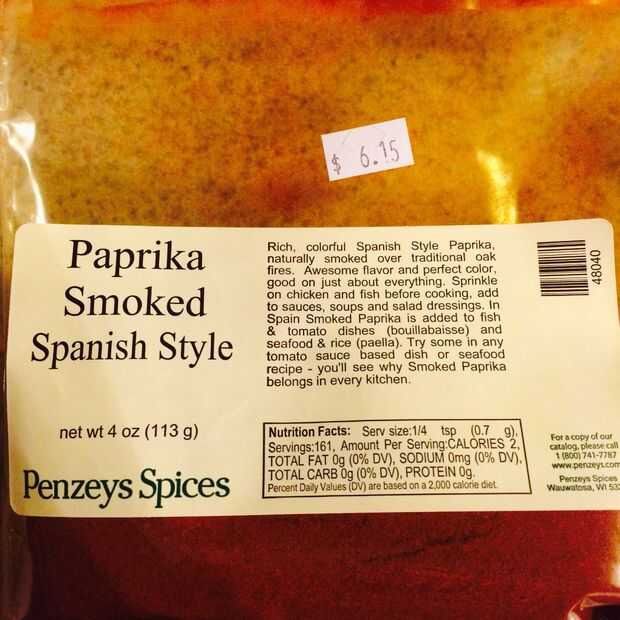 $ 6.15
Paprika
Smoked
Spanish Style
net wt 4 oz (113 g)
Penzeys Spices
Rich, colorful Spanish Style Paprika,
naturally smoked over traditional oak
fires. Awesome flavor and perfect color,
good on just about everything. Sprinkle
on chicken and fish before cooking, add
to sauces, soups and salad dressings. In
Spain Smoked Paprika is added to fish
& tomato dishes (bouillabaisse) and
seafood & rice (paella). Try some in any
tomato sauce based dish or seafood
recipe - you'll see why Smoked Paprika
belongs in every kitchen.
Nutrition Facts: Serv size:1/4 tsp (0.7 g),
Servings:161, Amount Per Serving:CALORIES 2,
TOTAL FAT 0g (0% DV), SODIUM 0mg (0% DV),
TOTAL CARB 0g (0% DV), PROTEIN 0g.
Percent Daily Values (DV) are based on a 2,000 calorie diet.
48040
For a copy of our
catalog, please call
1 (800) 741-7787
www.penzeys.com
Penzeys Spices
Wauwatosa, WI